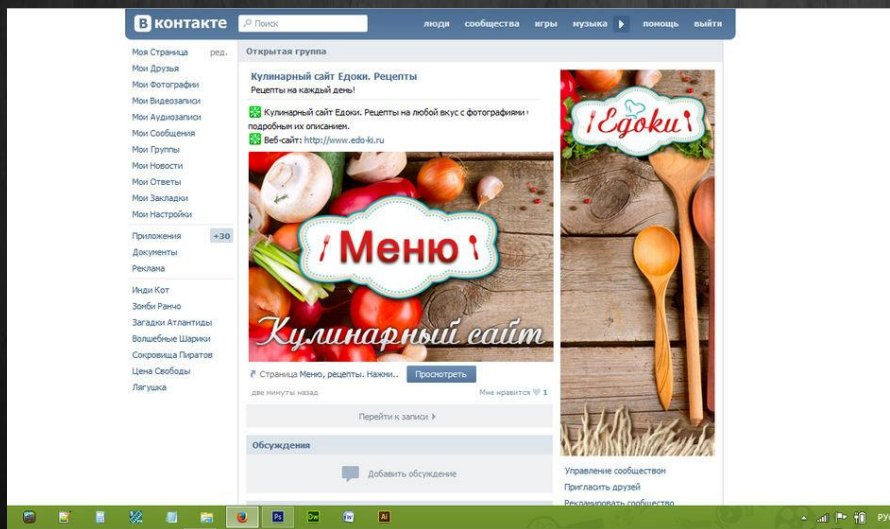 В контакте
Поиск
люди сообщества игры музыка помощь выйти
Моя Страница ред.
Мои Друзья
Мои Фотографии
Мои Видеозаписи
Мои Аудиозаписи
Мои Сообщения
Мои Группы
Мои Новости
Мои Ответы
Мои Закладки
Мои Настройки
Приложения +30
Документы
Реклама
Инди Кот
Зомби Ранчо
Загадки Атлантиды
Волшебные Шарики
Сокровища Пиратов
Цена Свободы
Лягушка
Открытая группа
Кулинарный сайт Едоки. Рецепты
Рецепты на каждый день!
Кулинарный сайт Едоки. Рецепты на любой вкус с фотографиями
подробным их описанием.
Веб-сайт: http://www.edo-ki.ru
Меню
Кулинарный сайт
Страница Меню, рецепты. Нажми.. Просмотреть
две минуты назад Мне нравится 1
Перейти к записи
Обсуждения
Добавить обсуждение
Едоки
Управление сообществом
Пригласить друзей
Рекламировать сообщество
Ps Dw Ai
РУ